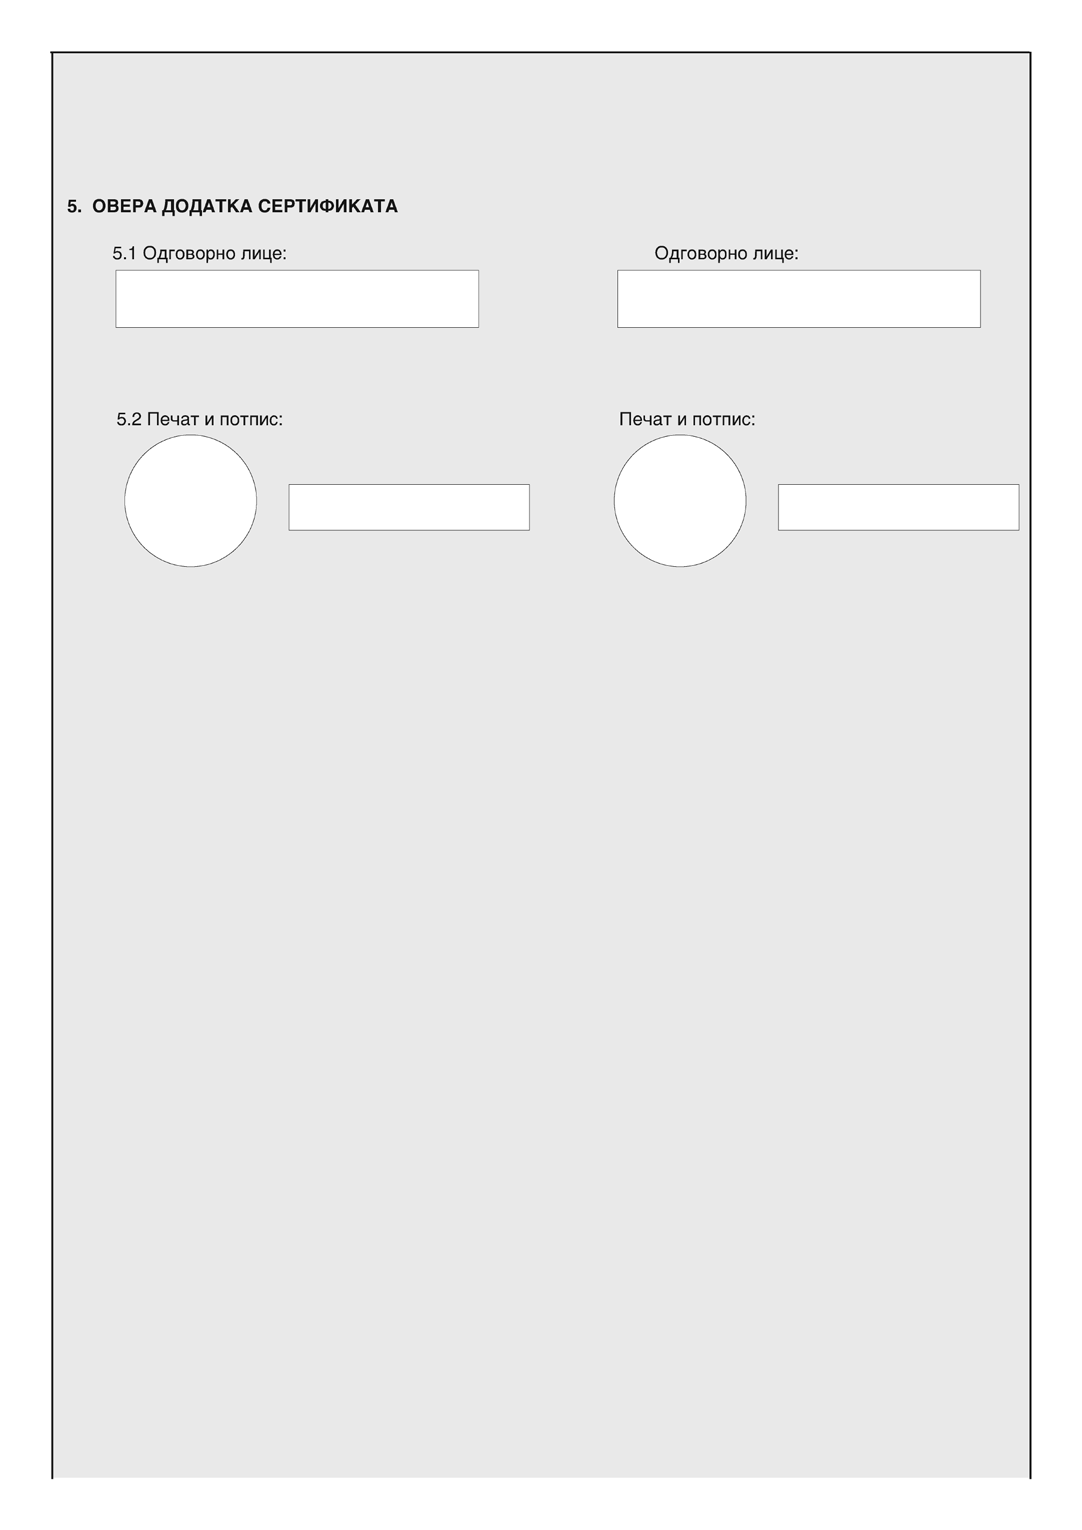 5. ОВЕРА ДОДАТКА СЕРТИФИКАТА
5.1 Одговорно лице: Одговорно лице:
5.2 Печат и потпис: Печат и потпис: